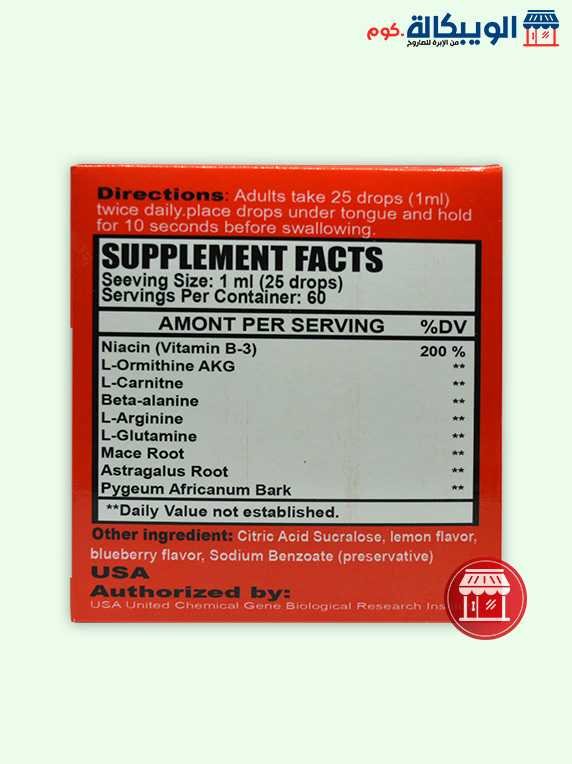 الويبكالة.كوم
من الإبرة للصاروخ
Directions: Adults take 25 drops (1ml)
twice daily.place drops under tongue and hold
for 10 seconds before swallowing.
SUPPLEMENT FACTS
Seeving Size: 1 ml (25 drops)
Servings Per Container: 60
AMONT PER SERVING %DV
Niacin (Vitamin B-3) 200 %
L-Ormithine AKG **
L-Carnitne **
Beta-alanine **
L-Arginine **
L-Glutamine **
Mace Root **
Astragalus Root **
Pygeum Africanum Bark **
**Daily Value not established.
Other ingredient: Citric Acid Sucralose, lemon flavor,
blueberry flavor, Sodium Benzoate (preservative)
USA
Authorized by:
USA United Chemical Gene Biological Research